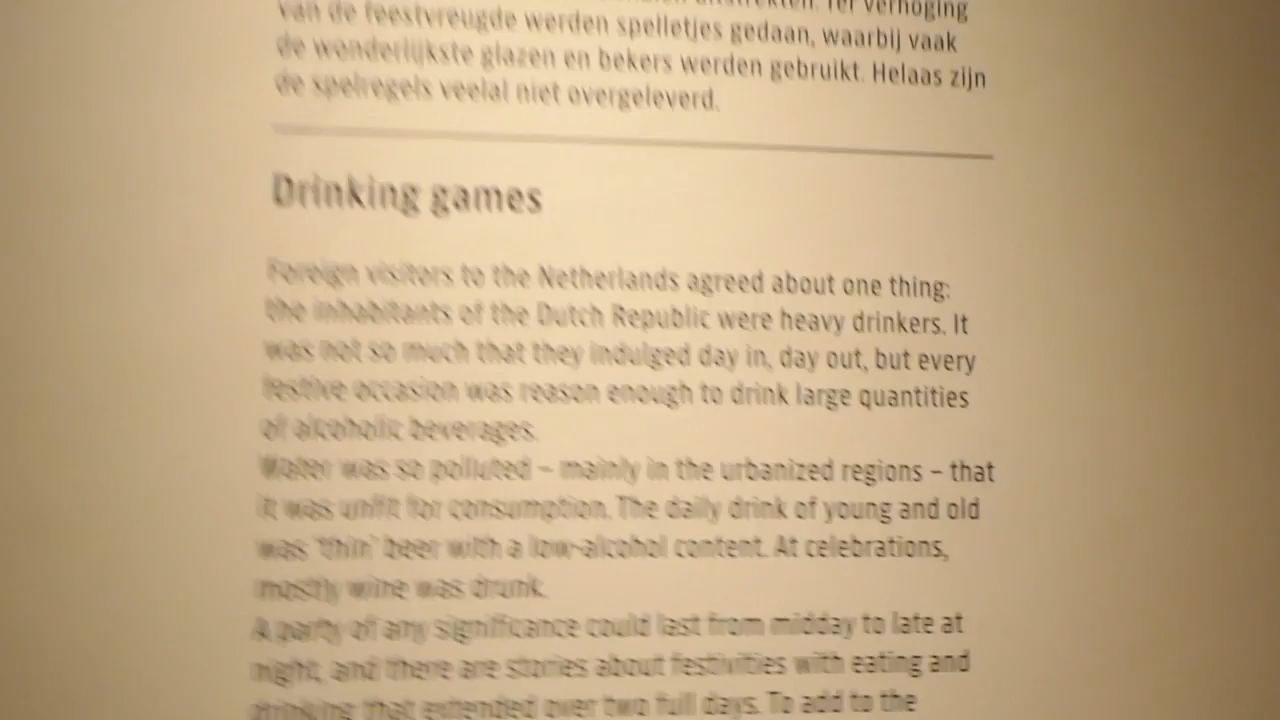 Ter verhoging
van de feestvreugde werden spelletjes gedaan, waarbij vaak
de wonderlijkste glazen en bekers werden gebruikt. Helaas zijn
de spelregels veelal niet overgeleverd.
Drinking games
Foreign visitors to the Netherlands agreed about one thing:
the inhabitants of the Dutch Republic were heavy drinkers. It
was not so much that they indulged day in, day out, but every
festive occasion was reason enough to drink large quantities
of alcoholic beverages.
Water was so polluted – mainly in the urbanized regions – that
it was unfit for consumption. The daily drink of young and old
was 'thin' beer with a low-alcohol content. At celebrations,
mostly wine was drunk.
A party of any significance could last from midday to late at
night, and there are stories about festivities with eating and
drinking that extended over two full days. To add to the